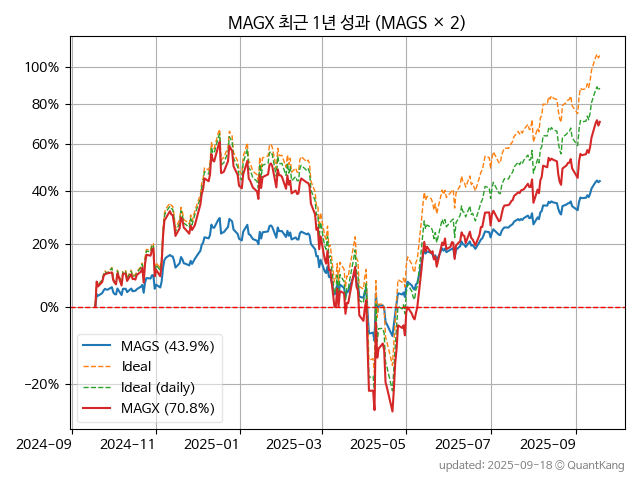 MAGX 최근 1년 성과 (MAGS × 2)
100%
80%
60%
40%
20%
0%
−20%
MAGS (43.9%)
Ideal
Ideal (daily)
MAGX (70.8%)
2024-09
2024-11
2025-01
2025-03
2025-05
2025-07
2025-09
updated: 2025-09-18 © QuantKang